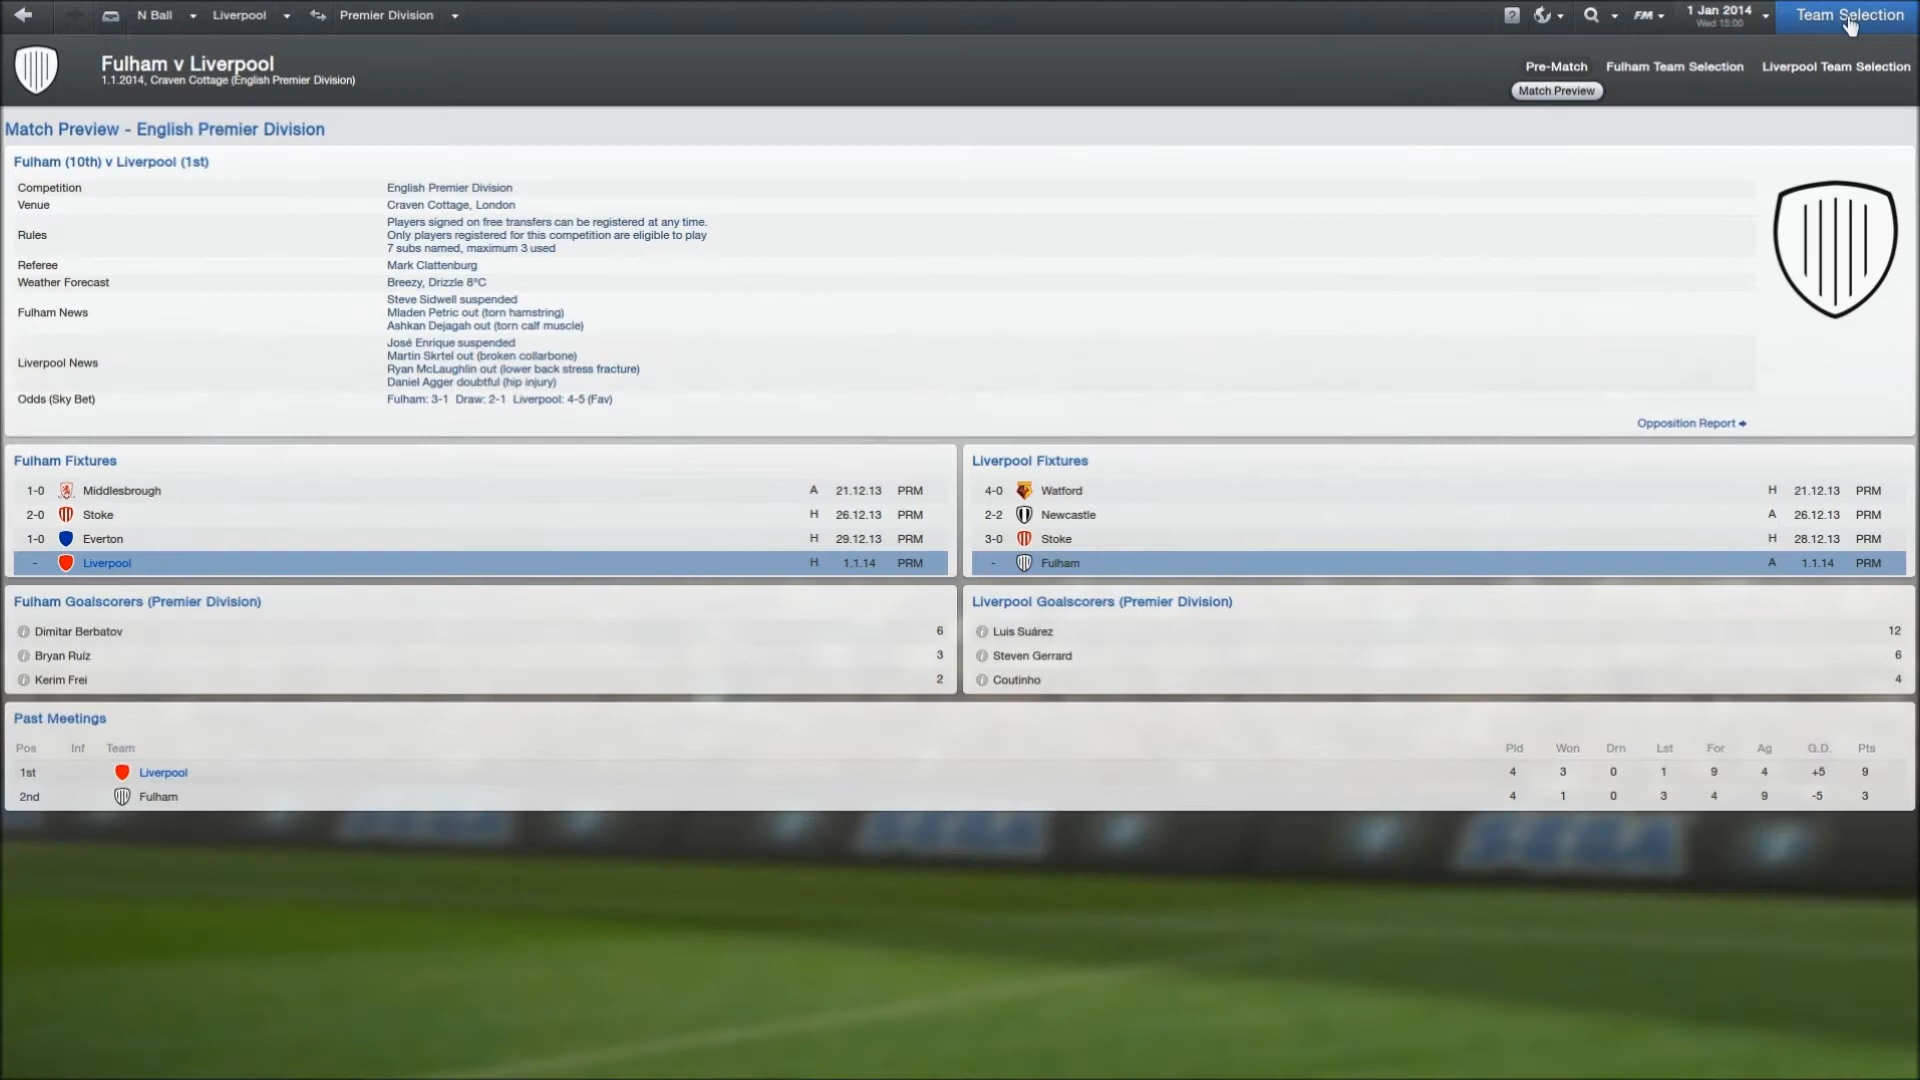 N Ball Liverpool Premier Division ? FM 1 Jan 2014 Team Selection
Wed 15:00
Fulham v Liverpool
1.1.2014, Craven Cottage (English Premier Division)
Pre-Match Fulham Team Selection Liverpool Team Selection
Match Preview
Match Preview - English Premier Division
Fulham (10th) v Liverpool (1st)
Competition English Premier Division
Venue Craven Cottage, London
Rules Players signed on free transfers can be registered at any time.
Only players registered for this competition are eligible to play
7 subs named, maximum 3 used
Referee Mark Clattenburg
Weather Forecast Breezy, Drizzle 8°C
Fulham News Steve Sidwell suspended
Mladen Petric out (torn hamstring)
Ashkan Dejagah out (torn calf muscle)
Liverpool News José Enrique suspended
Martin Skrtel out (broken collarbone)
Ryan McLaughlin out (lower back stress fracture)
Daniel Agger doubtful (hip injury)
Odds (Sky Bet) Fulham: 3-1 Draw: 2-1 Liverpool: 4-5 (Fav)
Opposition Report
Fulham Fixtures
1-0 Middlesbrough A 21.12.13 PRM
2-0 Stoke H 26.12.13 PRM
1-0 Everton H 29.12.13 PRM
- Liverpool H 1.1.14 PRM
Liverpool Fixtures
4-0 Watford H 21.12.13 PRM
2-2 Newcastle A 26.12.13 PRM
3-0 Stoke H 28.12.13 PRM
- Fulham A 1.1.14 PRM
Fulham Goalscorers (Premier Division)
Dimitar Berbatov 6
Bryan Ruíz 3
Kerim Frei 2
Liverpool Goalscorers (Premier Division)
Luis Suárez 12
Steven Gerrard 6
Coutinho 4
Past Meetings
Pos Inf Team Pld Won Drn Lst For Ag G.D. Pts
1st Liverpool 4 3 0 1 9 4 +5 9
2nd Fulham 4 1 0 3 4 9 -5 3
SEGA SEGA SEGA